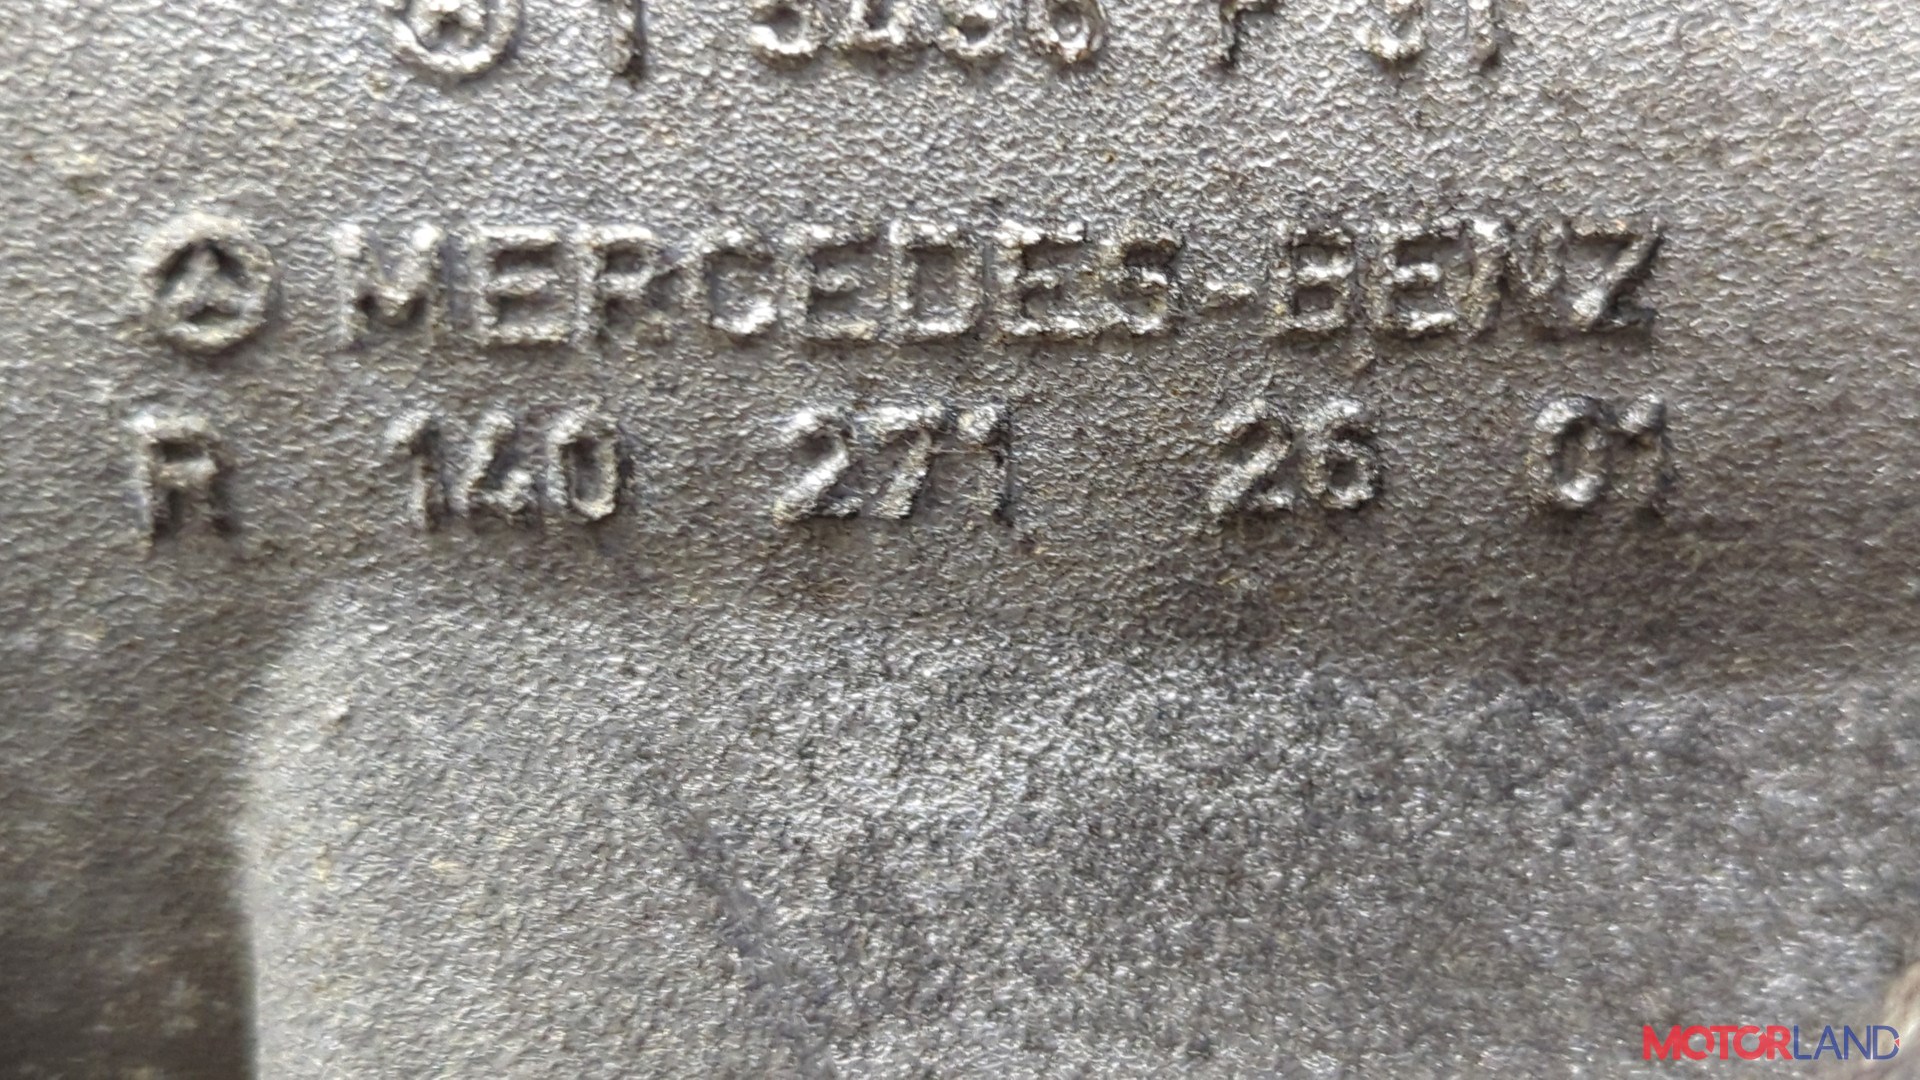 MERCEDES-BENZ
R 140 271 26 01
MOTORLAND